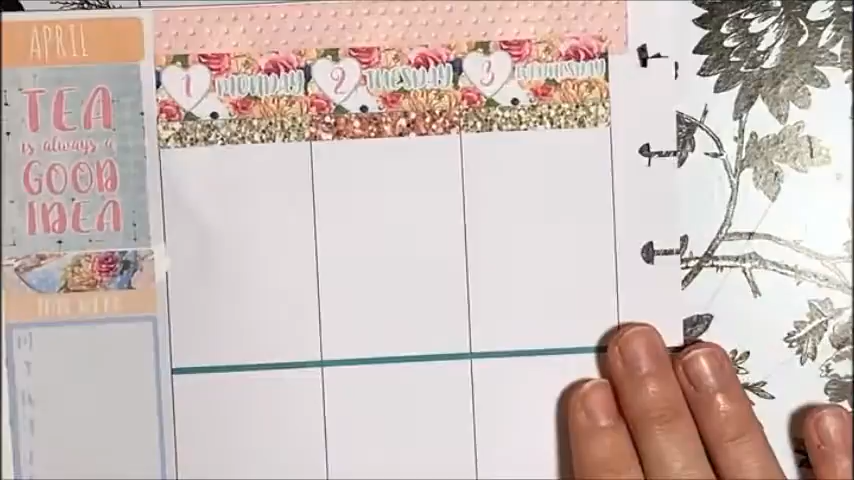 APRIL
TEA
is always a
GOOD
IDEA
1 MONDAY
2 TUESDAY
3 WEDNESDAY